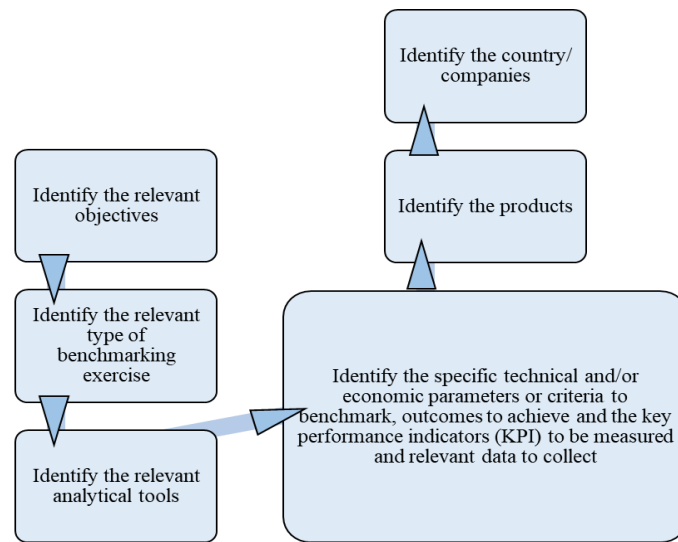 Identify the relevant
objectives
Identify the relevant
type of
benchmarking
exercise
Identify the relevant
analytical tools
Identify the specific technical and/or
economic parameters or criteria to
benchmark, outcomes to achieve and the key
performance indicators (KPI) to be measured
and relevant data to collect
Identify the products
Identify the country/
companies